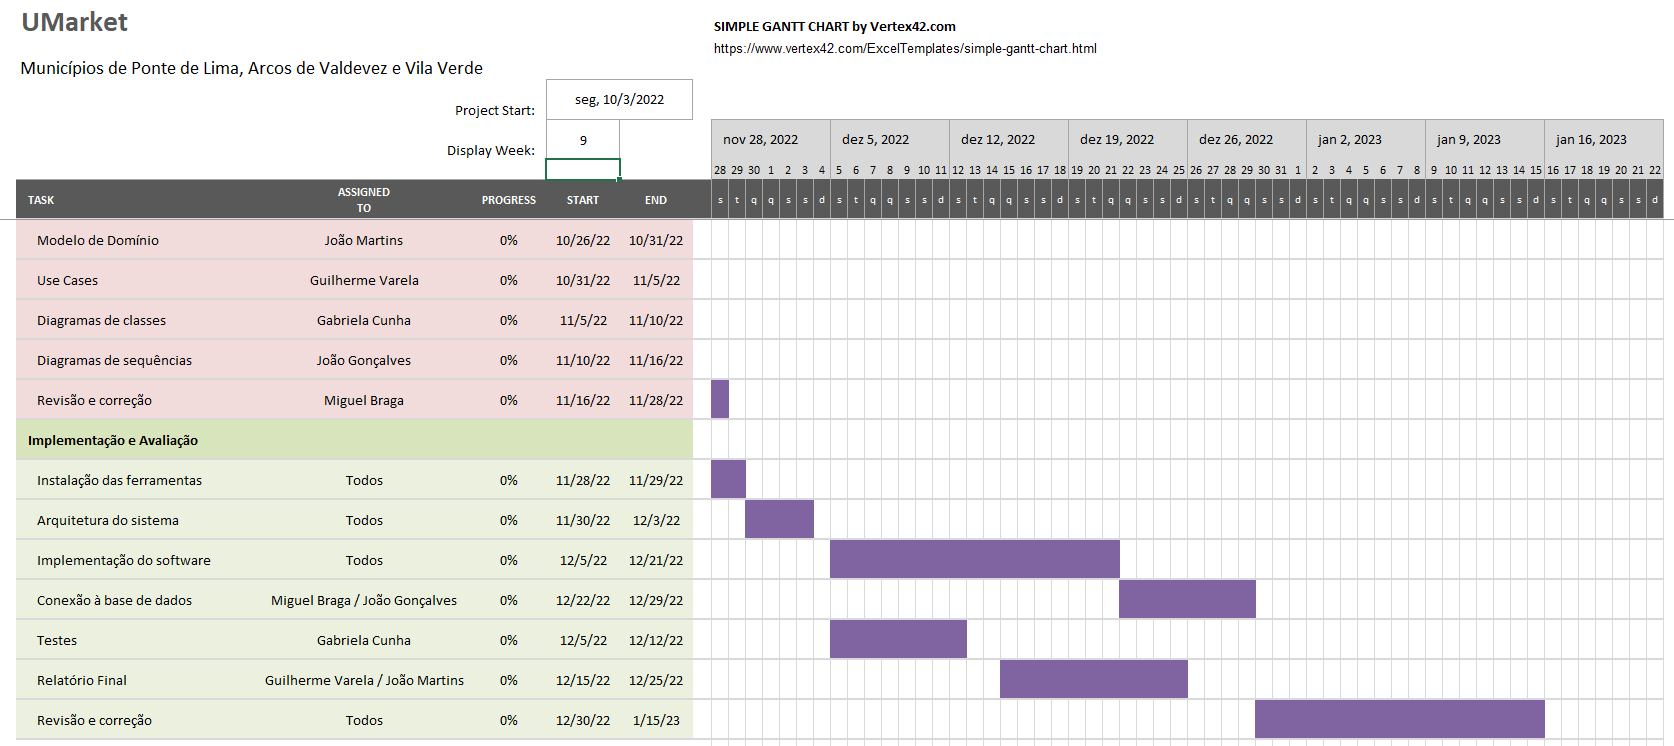 UMarket
SIMPLE GANTT CHART by Vertex42.com
https://www.vertex42.com/ExcelTemplates/simple-gantt-chart.html
Municípios de Ponte de Lima, Arcos de Valdevez e Vila Verde
Project Start: seg, 10/3/2022
Display Week: 9
nov 28, 2022 dez 5, 2022 dez 12, 2022 dez 19, 2022 dez 26, 2022 jan 2, 2023 jan 9, 2023 jan 16, 2023
28 29 30 1 2 3 4 5 6 7 8 9 10 11 12 13 14 15 16 17 18 19 20 21 22 23 24 25 26 27 28 29 30 31 1 2 3 4 5 6 7 8 9 10 11 12 13 14 15 16 17 18 19 20 21 22
TASK ASSIGNED TO PROGRESS START END s t q q s s d s t q q s s d s t q q s s d s t q q s s d s t q q s s d s t q q s s d s t q q s s d s t q q s s d
Modelo de Domínio João Martins 0% 10/26/22 10/31/22
Use Cases Guilherme Varela 0% 10/31/22 11/5/22
Diagramas de classes Gabriela Cunha 0% 11/5/22 11/10/22
Diagramas de sequências João Gonçalves 0% 11/10/22 11/16/22
Revisão e correção Miguel Braga 0% 11/16/22 11/28/22
Implementação e Avaliação
Instalação das ferramentas Todos 0% 11/28/22 11/29/22
Arquitetura do sistema Todos 0% 11/30/22 12/3/22
Implementação do software Todos 0% 12/5/22 12/21/22
Conexão à base de dados Miguel Braga / João Gonçalves 0% 12/22/22 12/29/22
Testes Gabriela Cunha 0% 12/5/22 12/12/22
Relatório Final Guilherme Varela / João Martins 0% 12/15/22 12/25/22
Revisão e correção Todos 0% 12/30/22 1/15/23